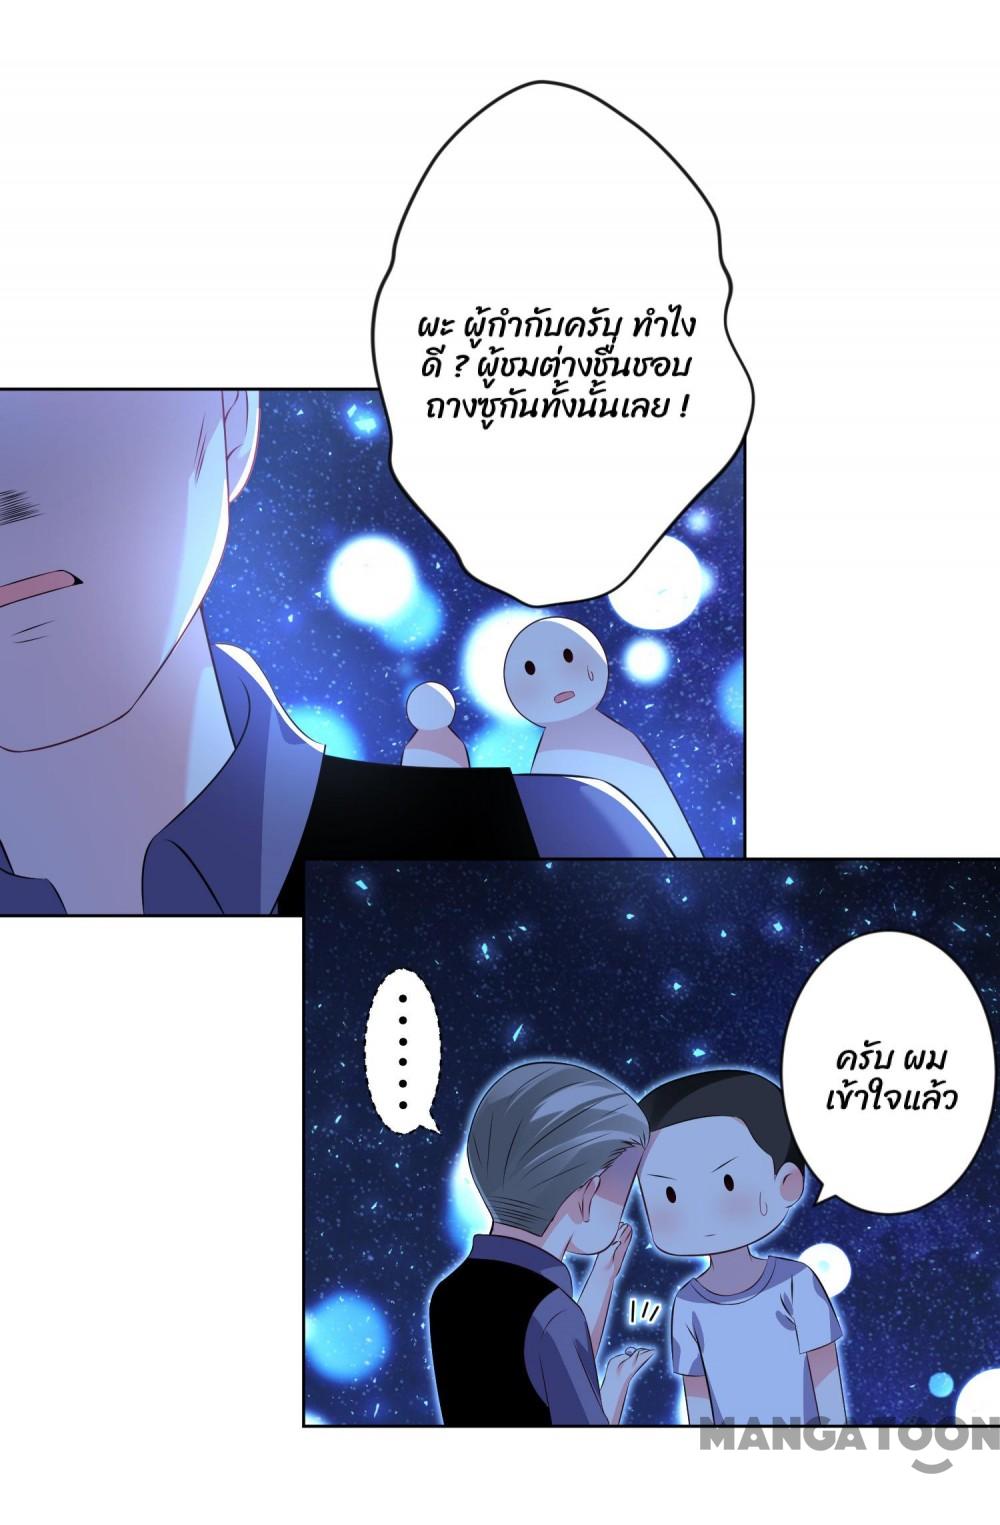 ผะ ผู้กำกับครับ ทำไง
ดี ? ผู้ชมต่างชื่นชอบ
ถางซูกันทั้งนั้นเลย !
ครับ ผม
เข้าใจแล้ว
MANGATOON